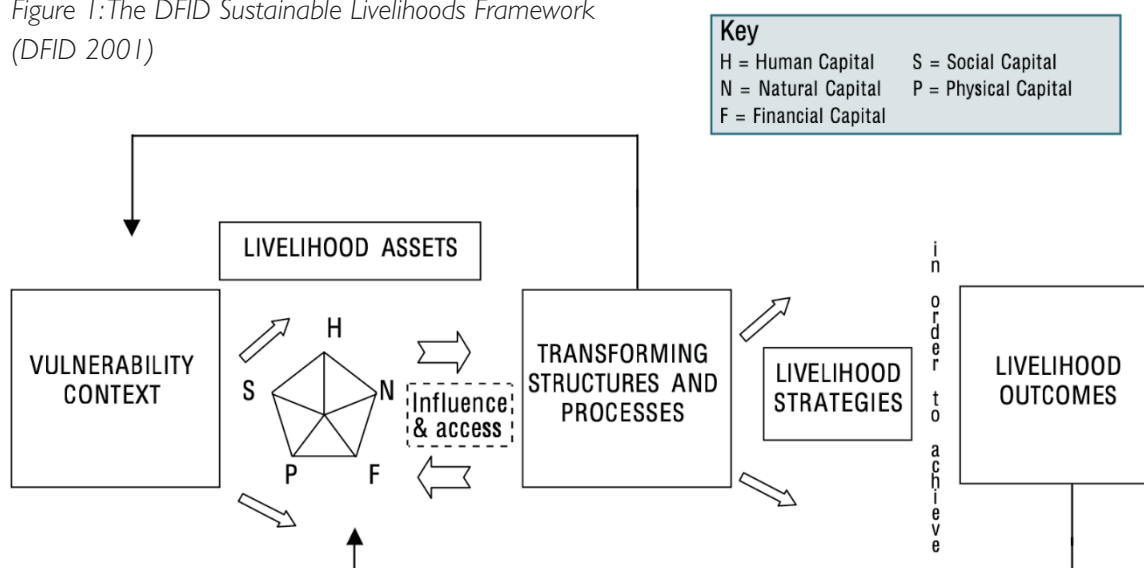 Figure 1: The DFID Sustainable Livelihoods Framework
(DFID 2001)
Key
H = Human Capital S = Social Capital
N = Natural Capital P = Physical Capital
F = Financial Capital
LIVELIHOOD ASSETS
VULNERABILITY
CONTEXT
H
S
N
P
F
Influence
& access
TRANSFORMING
STRUCTURES AND
PROCESSES
LIVELIHOOD
STRATEGIES
in order to achieve
LIVELIHOOD
OUTCOMES